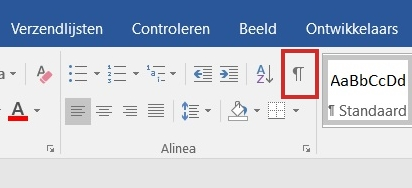 Verzendlijsten Controleren Beeld Ontwikkelaars
A Z ¶ AaBbCcDd
A ¶ Standaard
Alinea